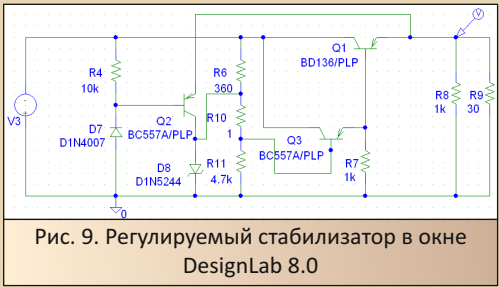 V
Q1
BD136/PLP
R4
10k
Q2
BC557A/PLP
R6
360
R8
1k
R9
30
V3
R10
1
Q3
BC557A/PLP
D7
D1N4007
D8
D1N5244
R11
4.7k
R7
1k
0
Рис. 9. Регулируемый стабилизатор в окне
DesignLab 8.0